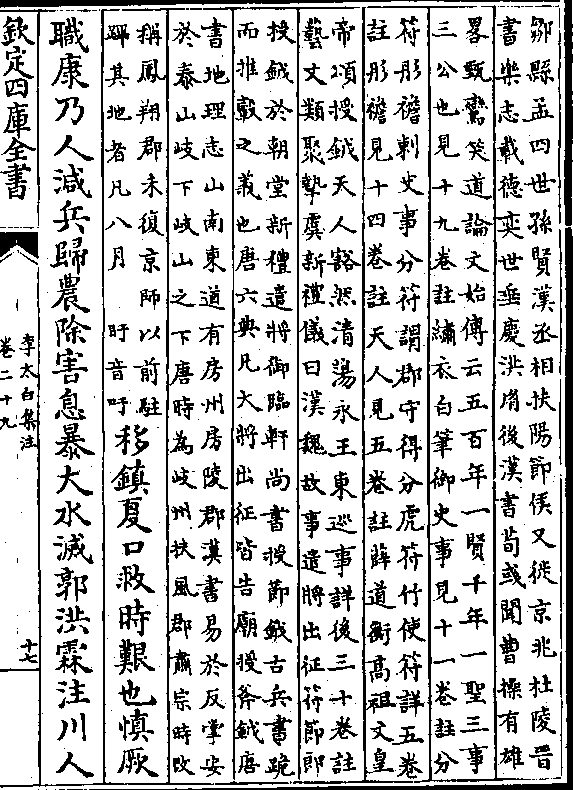 鄒縣孟四世孫賢漢丞相扶陽節侯又徙京兆杜陵晉
書樂志載德奕世垂慶洪胤後漢書荀彧聞曹操有雄
畧甄鸞笑道論文始傳云五百年一賢千年一聖三事
三公也見十九卷註繡衣白筆御史事見十一卷註分
符彤襜刺史事分符謂郡守得分虎符竹使符詳五卷
註彤襜見十四卷註天人見五卷註薛道衡高祖文皇
帝頌授鉞天人豁然清蕩永王東巡事詳後三十卷註
藝文類聚摯虞新禮儀曰漢魏故事遣將出征符節郎
授鉞於朝堂新禮遣將御臨軒尚書授節鉞古兵書跪
而推轂之義也唐六典凡大將出征皆告廟授斧鉞唐
書地理志山南東道有房州房陵郡漢書易於反掌安
於泰山岐下岐山之下唐時為岐州扶風郡肅宗時改
稱鳳翔郡未復京師以前駐
蹕其地者凡八月 盱音吁
移鎮夏口救時艱也慎厥
職康乃人減兵歸農除害息暴大水滅郭洪霖注川人
欽定四庫全書
李太白集注
卷二十九
十七